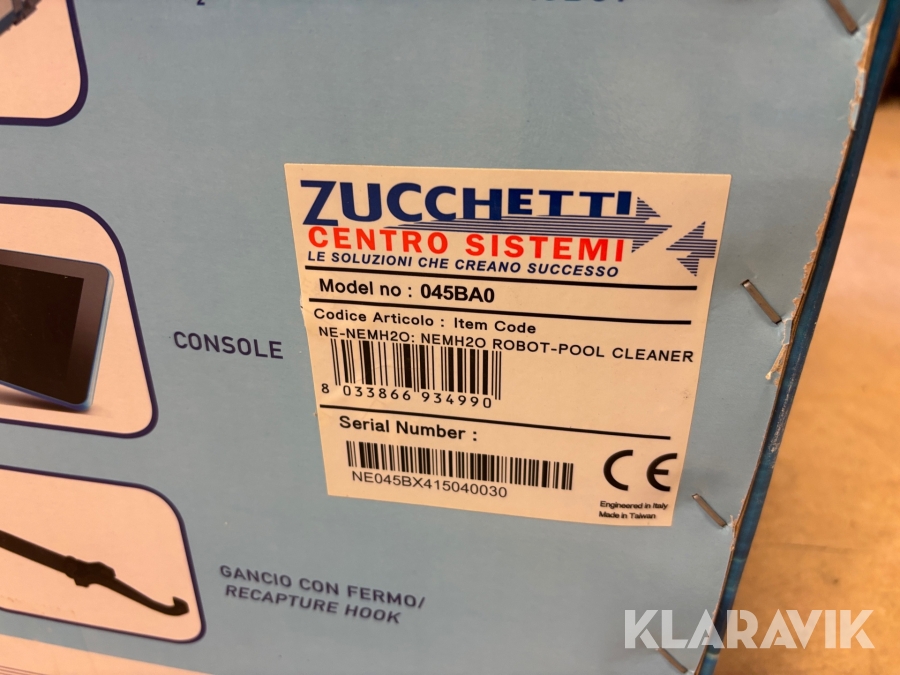 ZUCCHETTI
CENTRO SISTEMI
LE SOLUZIONI CHE CREANO SUCCESSO
Model no : 045BA0
Codice Articolo : Item Code
NE-NEMH2O: NEMH2O ROBOT-POOL CLEANER
8 033866 934990
Serial Number :
NE045BX415040030
CE
Engineered in Italy
Made in Taiwan
CONSOLE
GANCIO CON FERMO/
RECAPTURE HOOK
KLARAVIK